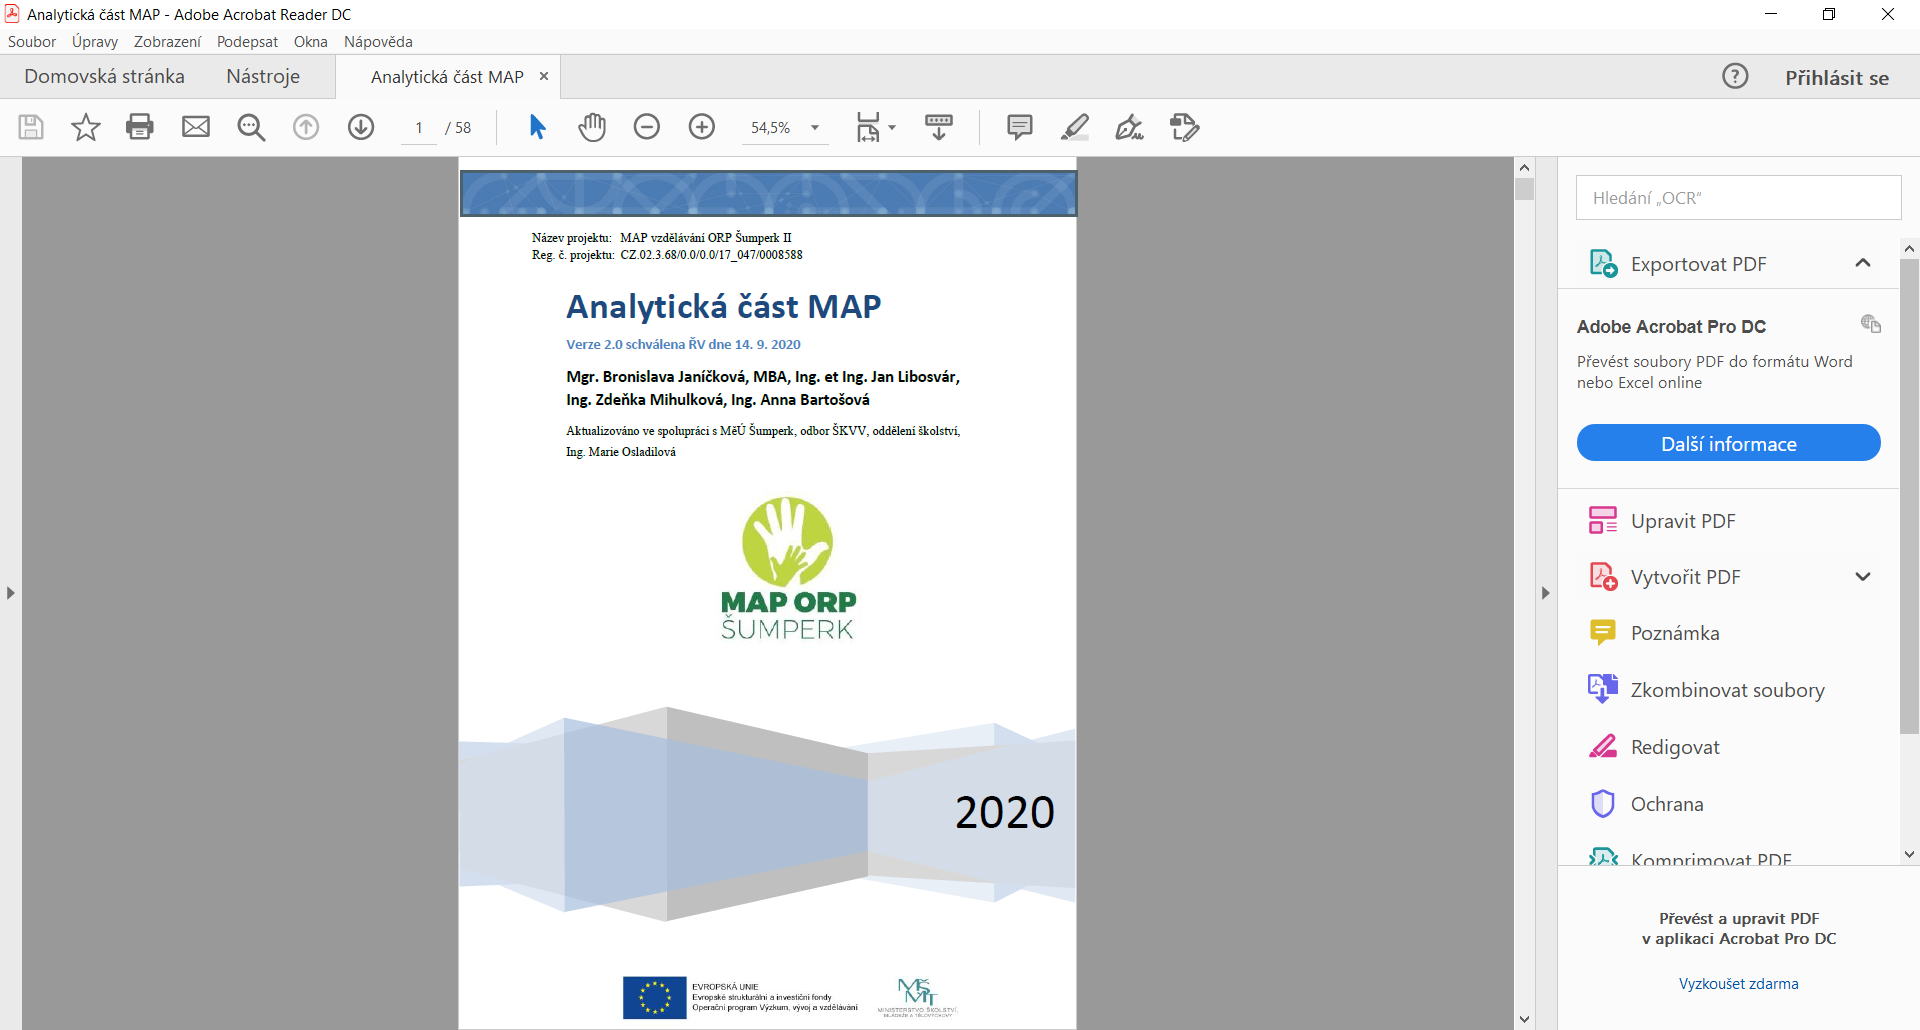 Analytická část MAP - Adobe Acrobat Reader DC
Soubor Úpravy Zobrazení Podepsat Okna Nápověda
Domovská stránka Nástroje Analytická část MAP Přihlásit se
1 / 58 54,5%
Název projektu: MAP vzdělávání ORP Šumperk II
Reg. č. projektu: CZ.02.3.68/0.0/0.0/17_047/0008588
Analytická část MAP
Verze 2.0 schválena ŘV dne 14. 9. 2020
Mgr. Bronislava Janíčková, MBA, Ing. et Ing. Jan Libosvár,
Ing. Zdeňka Mihulková, Ing. Anna Bartošová
Aktualizováno ve spolupráci s MěÚ Šumperk, odbor ŠKVV, oddělení školství,
Ing. Marie Osladilová
MAP ORP
ŠUMPERK
2020
EVROPSKÁ UNIE
Evropské strukturální a investiční fondy
Operační program Výzkum, vývoj a vzdělávání
MŠMT
MINISTERSTVO ŠKOLSTVÍ,
MLÁDEŽE A TĚLOVÝCHOVY
Hledání „OCR“
Exportovat PDF
Adobe Acrobat Pro DC
Převést soubory PDF do formátu Word
nebo Excel online
Další informace
Upravit PDF
Vytvořit PDF
Poznámka
Zkombinovat soubory
Redigovat
Ochrana
Komprimovat PDF
Převést a upravit PDF
v aplikaci Acrobat Pro DC
Vyzkoušet zdarma